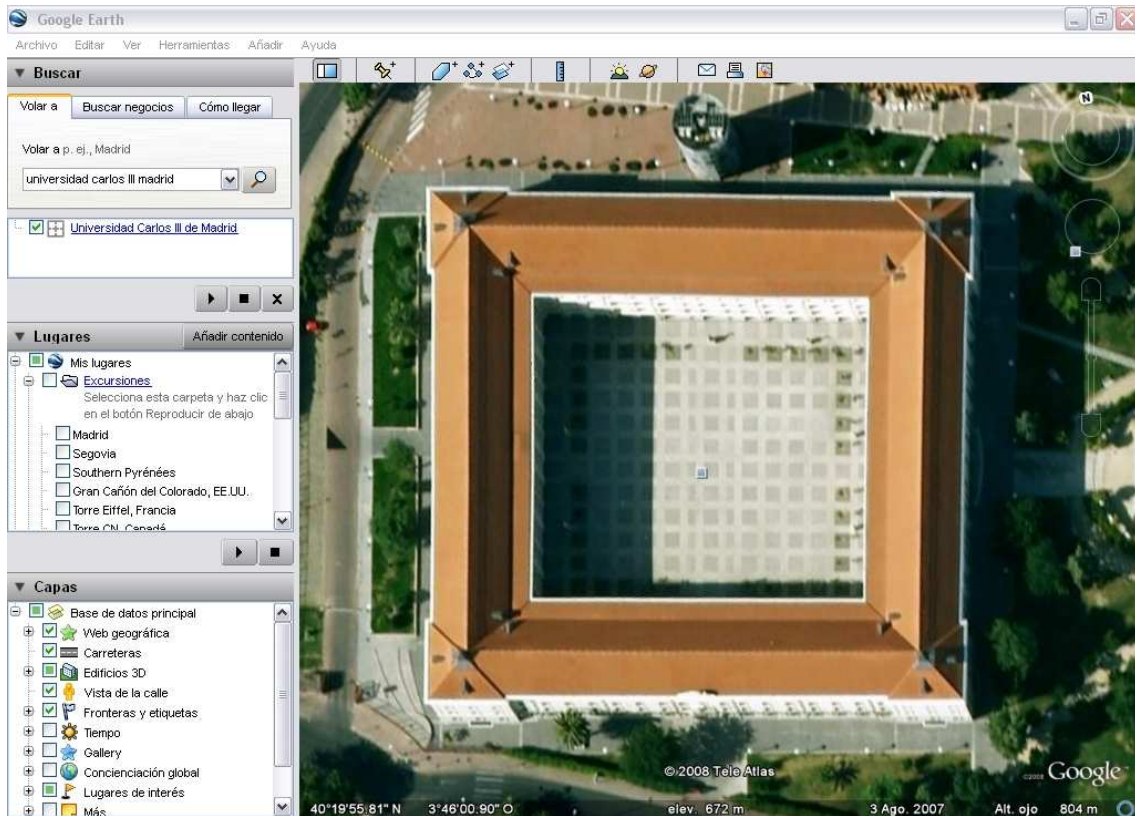 Google Earth
Archivo Editar Ver Herramientas Añadir Ayuda
Buscar
Volar a Buscar negocios Cómo llegar
Volar a p. ej., Madrid
universidad carlos III madrid
Universidad Carlos III de Madrid
Lugares Añadir contenido
Mis lugares
Excursiones
Selecciona esta carpeta y haz clic
en el botón Reproducir de abajo
Madrid
Segovia
Southern Pyrénées
Gran Cañón del Colorado, EE.UU.
Torre Eiffel, Francia
Torre CN, Canadá
Capas
Base de datos principal
Web geográfica
Carreteras
Edificios 3D
Vista de la calle
Fronteras y etiquetas
Tiempo
Gallery
Concienciación global
Lugares de interés
Más
N
© 2008 Tele Atlas
©2008 Google
40°19'55.81" N 3°46'00.90" O elev. 672 m 3 Ago. 2007 Alt. ojo 804 m